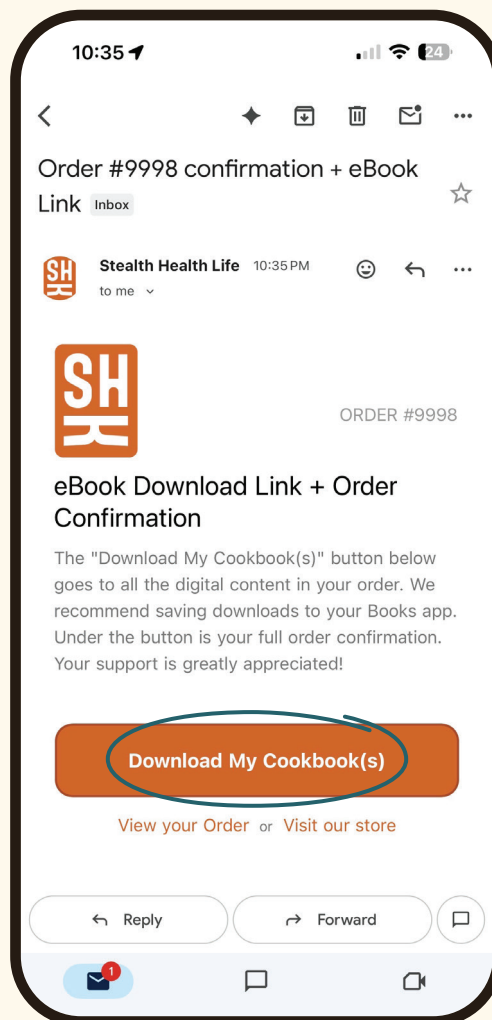 10:35
24
Order #9998 confirmation + eBook
Link Inbox
SH
Stealth Health Life 10:35 PM
to me
SHK
ORDER #9998
eBook Download Link + Order
Confirmation
The "Download My Cookbook(s)" button below
goes to all the digital content in your order. We
recommend saving downloads to your Books app.
Under the button is your full order confirmation.
Your support is greatly appreciated!
Download My Cookbook(s)
View your Order or Visit our store
Reply Forward
1